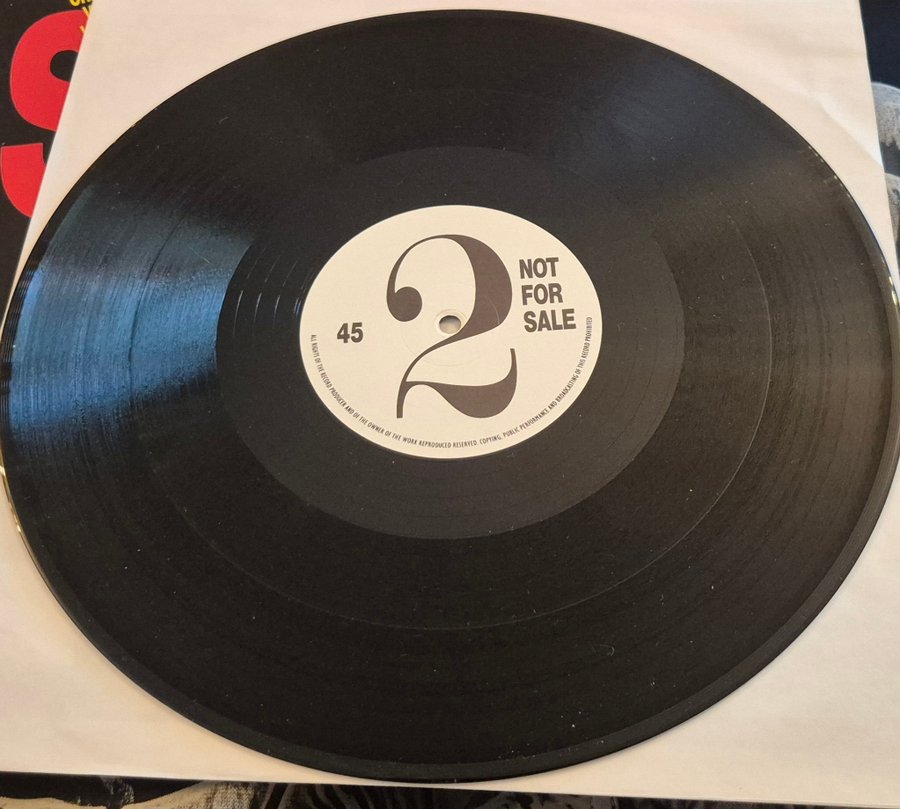 2
NOT
FOR
SALE
45
ALL RIGHTS OF THE RECORD PRODUCER AND OF THE OWNER OF THE WORK REPRODUCED RESERVED. COPYING, PUBLIC PERFORMANCE AND BROADCASTING OF THIS RECORD PROHIBITED
S